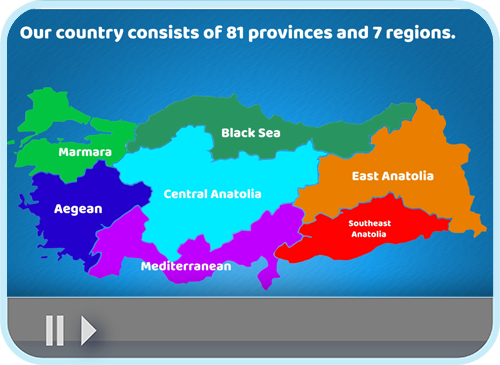 Our country consists of 81 provinces and 7 regions.
Black Sea
Marmara
East Anatolia
Central Anatolia
Aegean
Southeast
Anatolia
Mediterranean